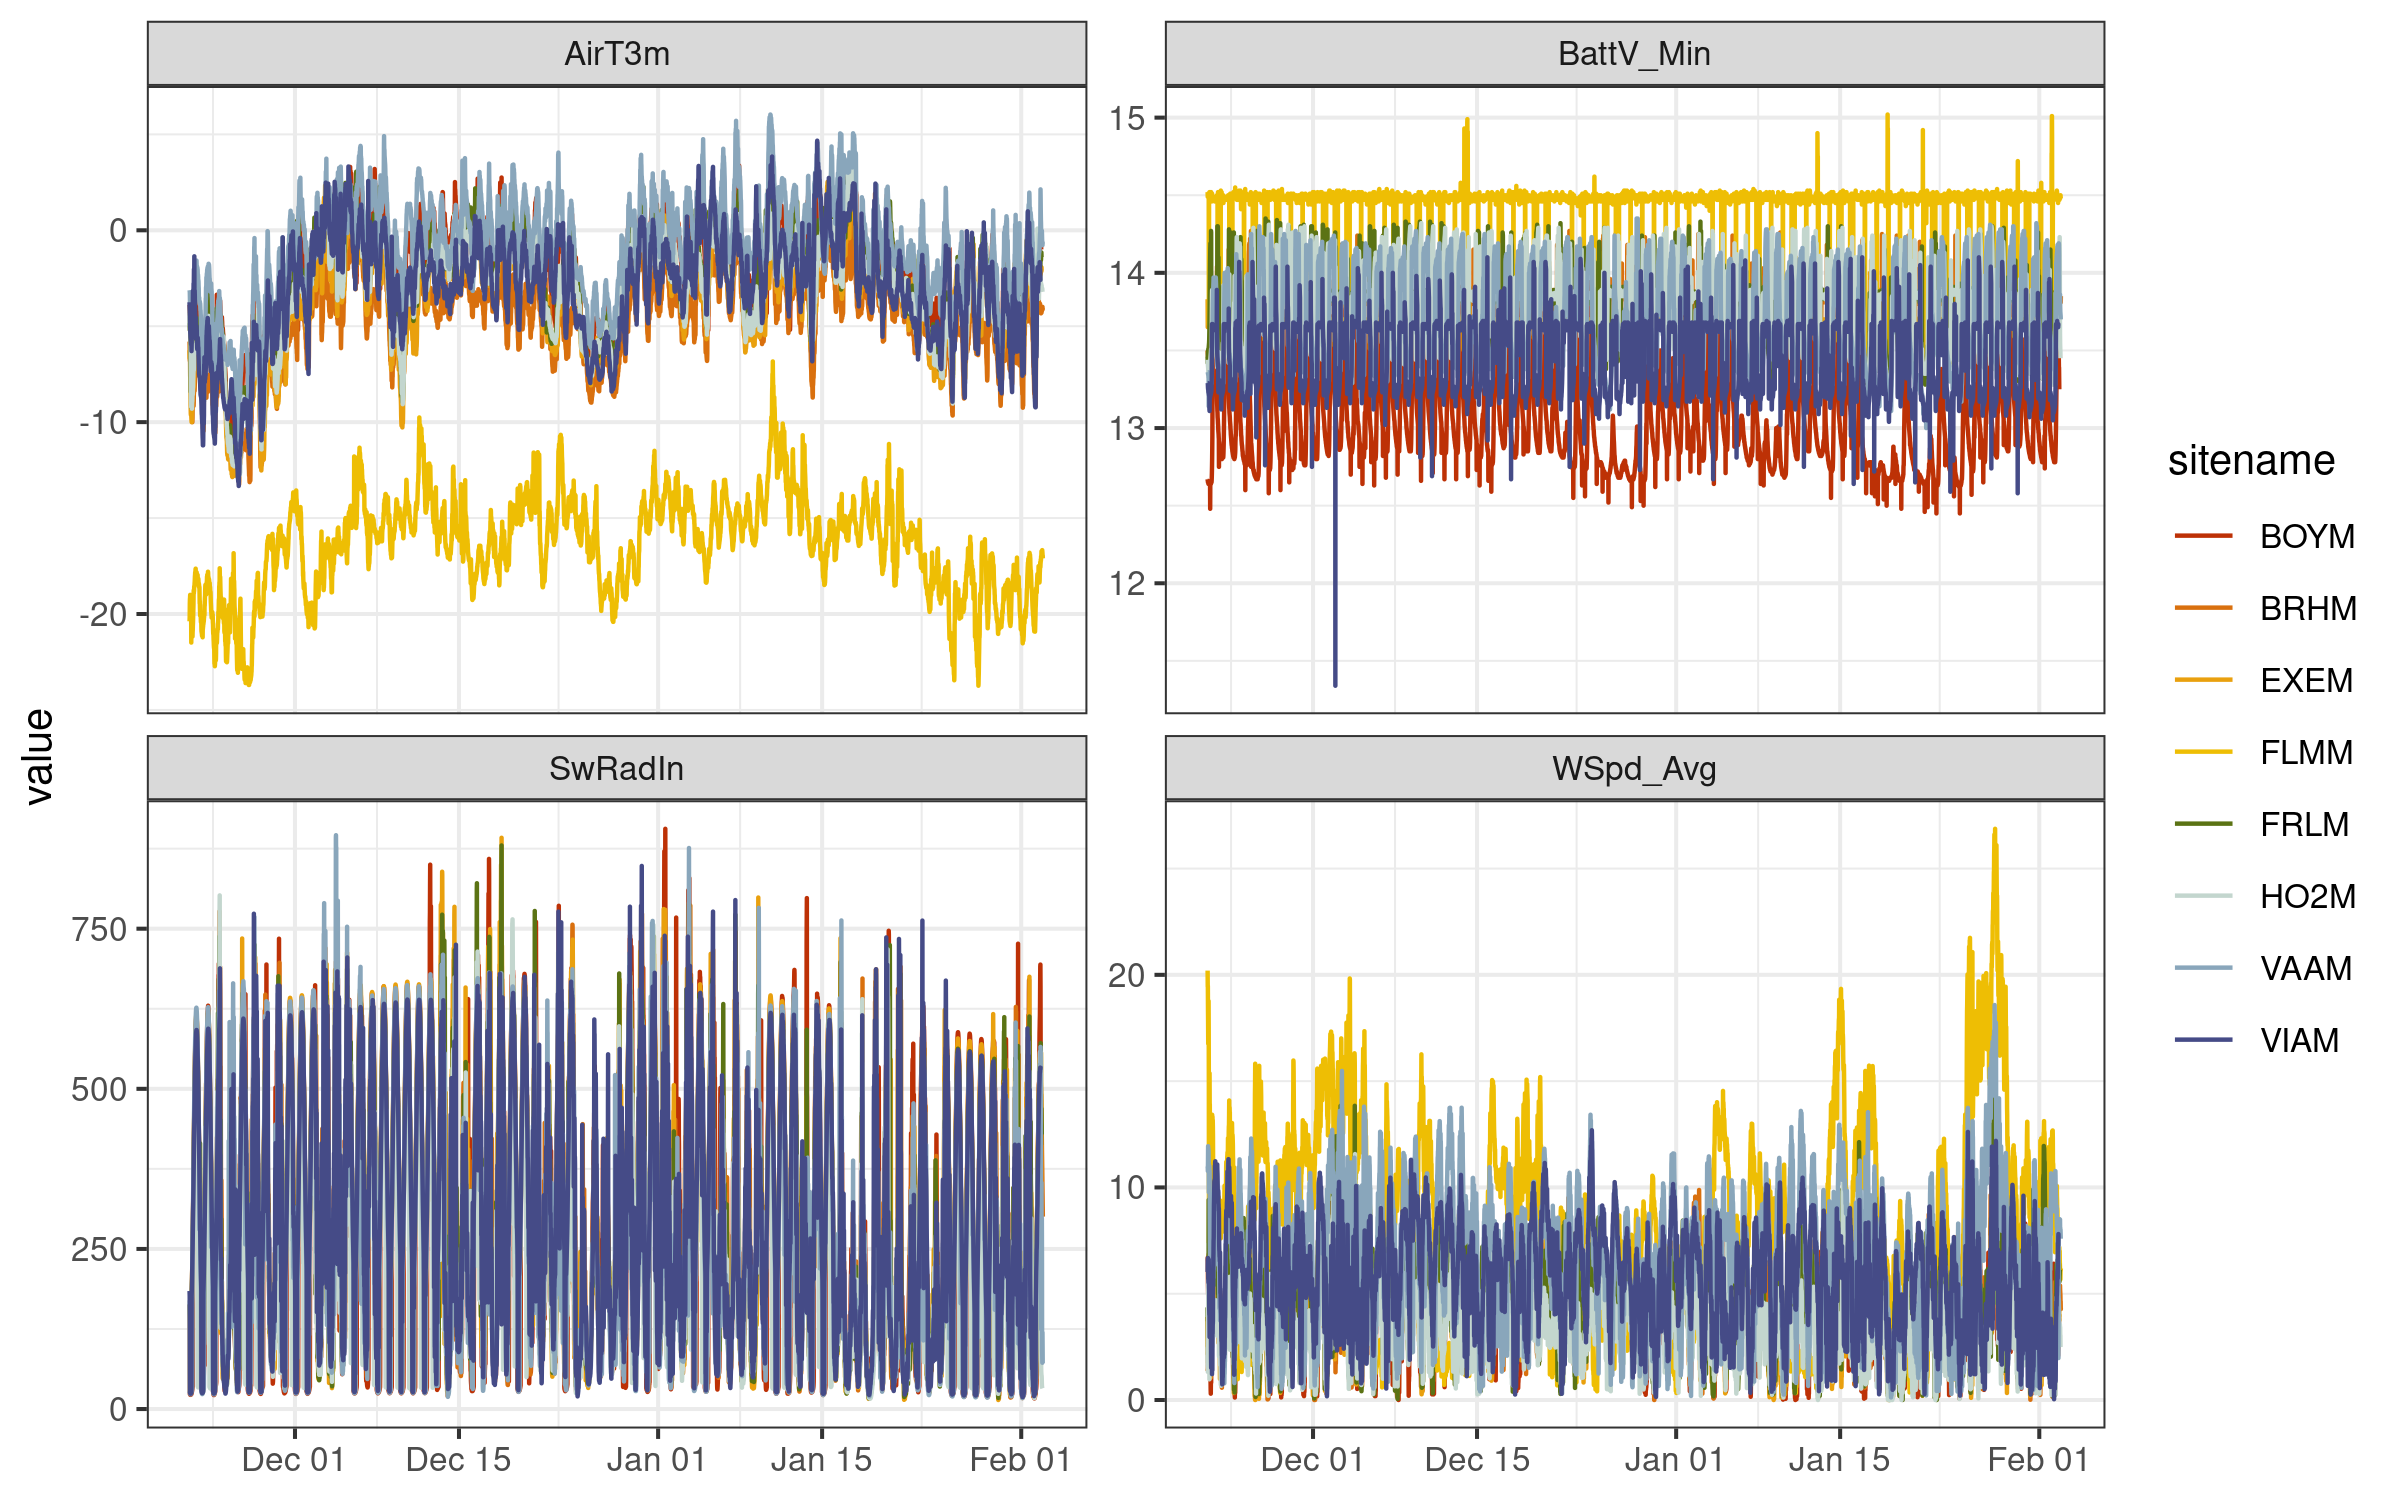 AirT3m
BattV_Min
0
-10
-20
15
14
13
12
value
SwRadIn
WSpd_Avg
750
500
250
0
20
10
0
Dec 01 Dec 15 Jan 01 Jan 15 Feb 01
Dec 01 Dec 15 Jan 01 Jan 15 Feb 01
sitename
BOYM
BRHM
EXEM
FLMM
FRLM
HO2M
VAAM
VIAM